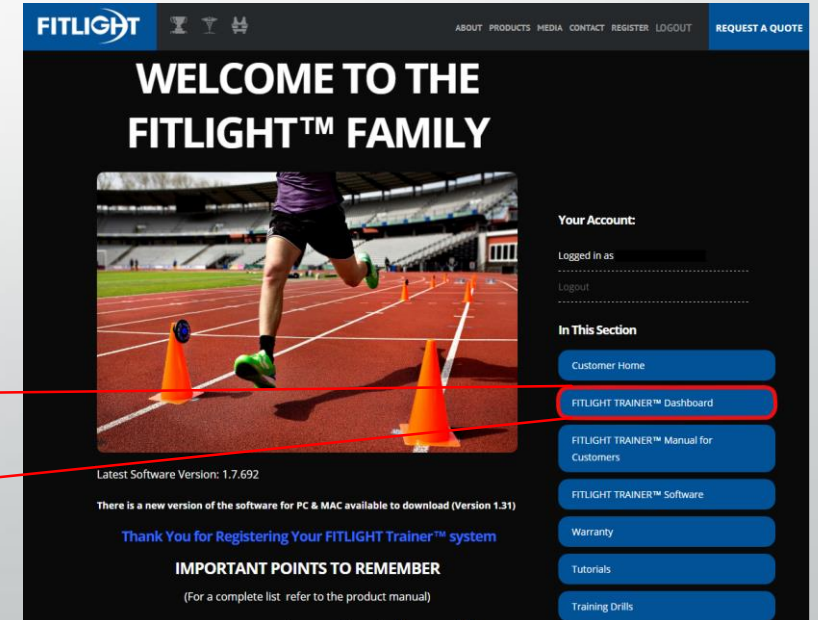 FITLIGHT
ABOUT PRODUCTS MEDIA CONTACT REGISTER LOGOUT REQUEST A QUOTE
WELCOME TO THE
FITLIGHT™ FAMILY
Latest Software Version: 1.7.692
There is a new version of the software for PC & MAC available to download (Version 1.31)
Thank You for Registering Your FITLIGHT Trainer™ system
IMPORTANT POINTS TO REMEMBER
(For a complete list refer to the product manual)
Your Account:
Logged in as
Logout
In This Section
Customer Home
FITLIGHT TRAINER™ Dashboard
FITLIGHT TRAINER™ Manual for
Customers
FITLIGHT TRAINER™ Software
Warranty
Tutorials
Training Drills